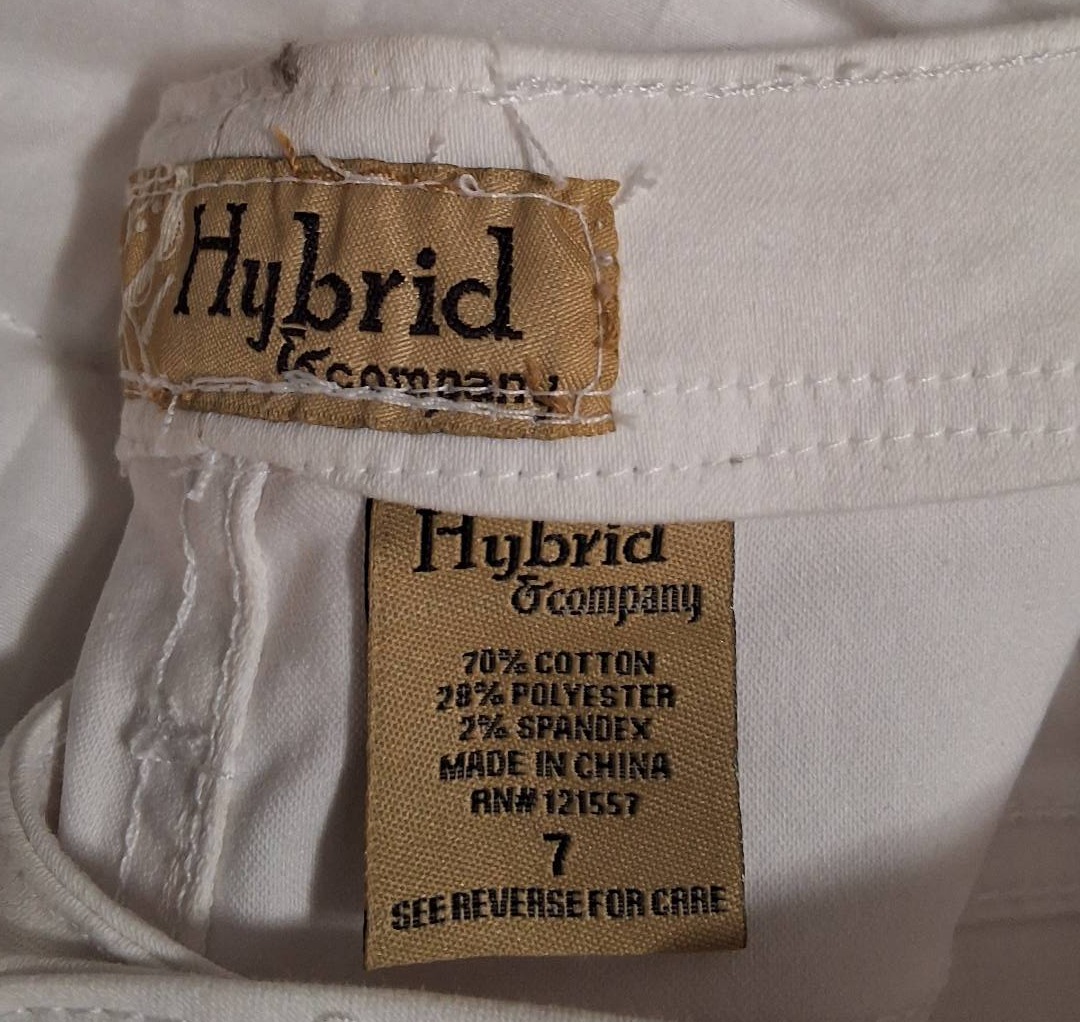 Hybrid
& company
Hybrid
& company
70% COTTON
28% POLYESTER
2% SPANDEX
MADE IN CHINA
RN# 121557
7
SEE REVERSE FOR CARE